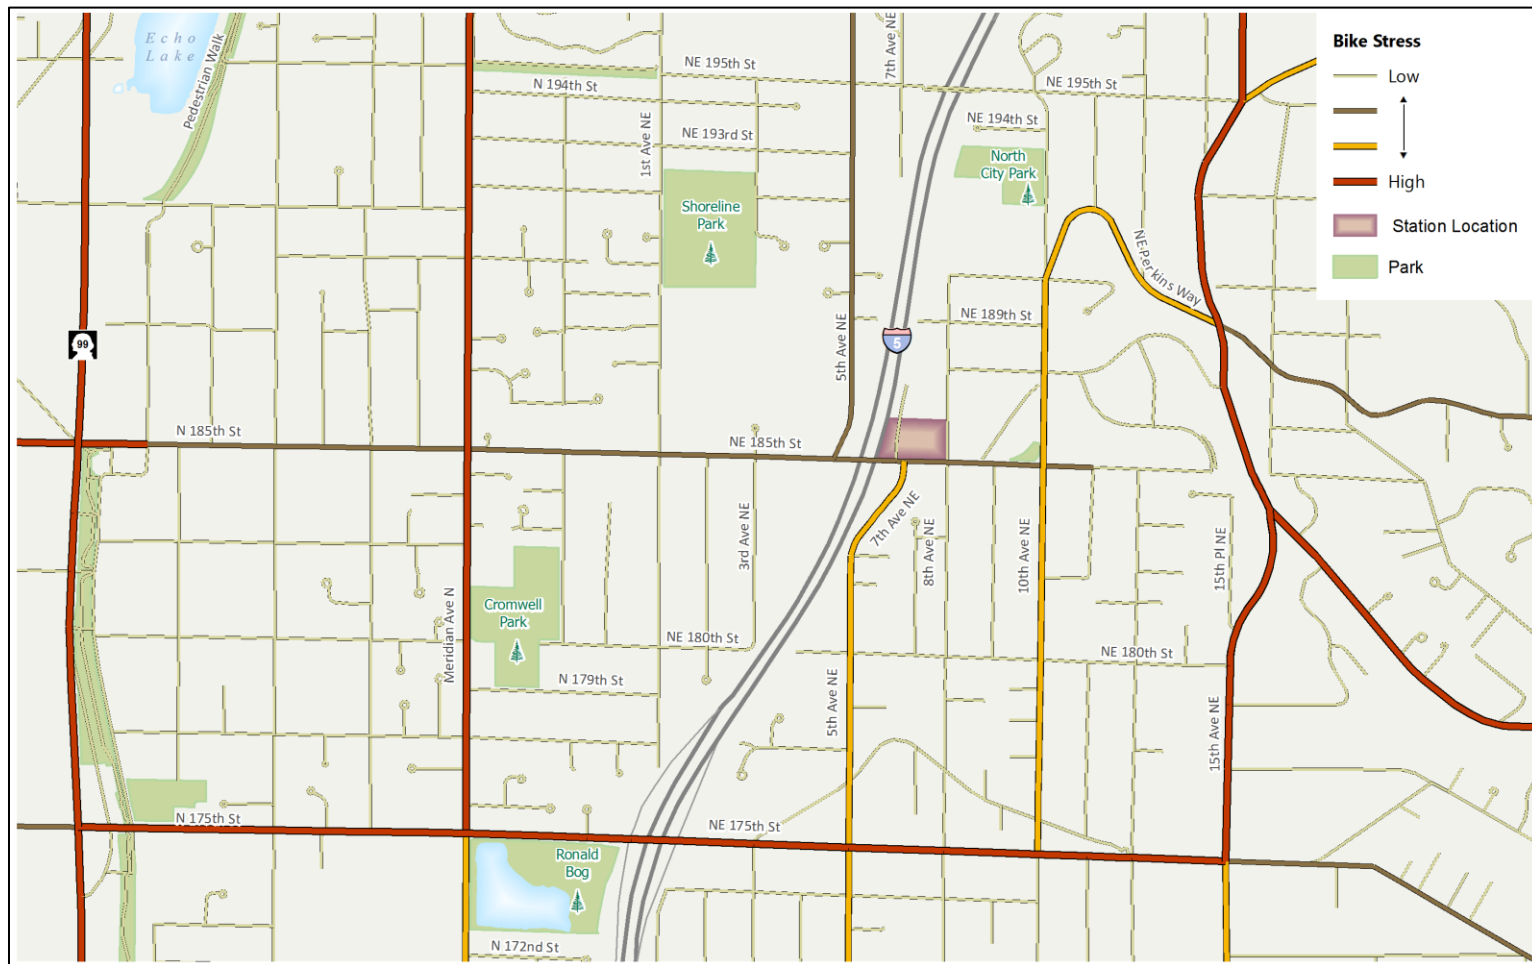 Echo
Lake
Pedestrian Walk
7th Ave NE
NE 195th St
NE 195th St
N 194th St
NE 194th St
NE 193rd St
1st Ave NE
North
City Park
Shoreline
Park
NE Perkins Way
NE 189th St
5
99
5th Ave NE
N 185th St
NE 185th St
7th Ave NE
3rd Ave NE
8th Ave NE
10th Ave NE
15th Pl NE
Cromwell
Park
Meridian Ave N
NE 180th St
NE 180th St
N 179th St
5th Ave NE
15th Ave NE
N 175th St
NE 175th St
Ronald
Bog
N 172nd St
Bike Stress
Low
High
Station Location
Park